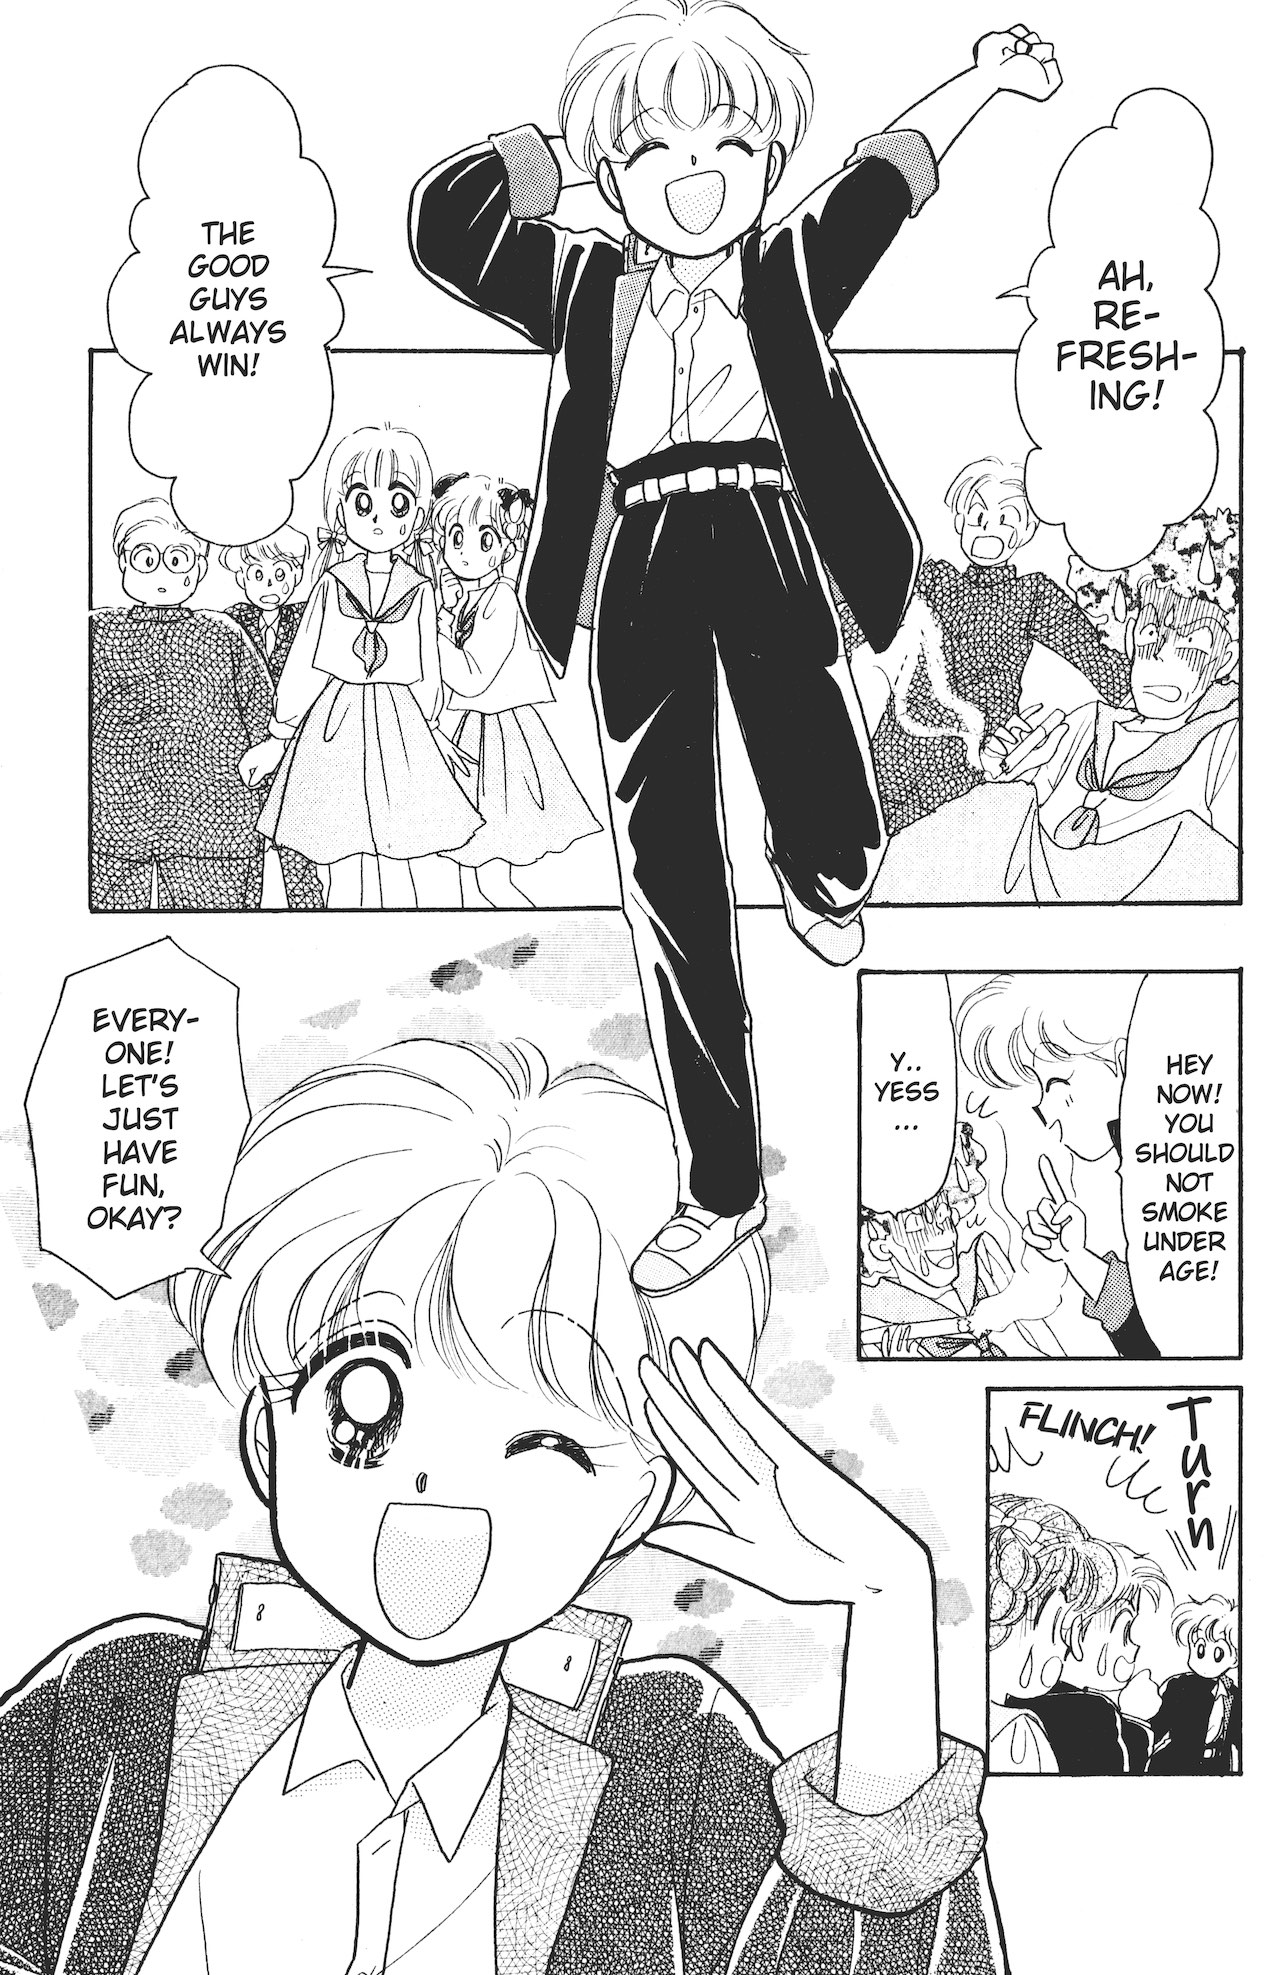 AH,
RE-
FRESH-
ING!
THE
GOOD
GUYS
ALWAYS
WIN!
HEY
NOW!
YOU
SHOULD
NOT
SMOKE
UNDER
AGE!
Y..
YESS
...
Turn
FLINCH!
EVERY-
ONE!
LET'S
JUST
HAVE
FUN,
OKAY?